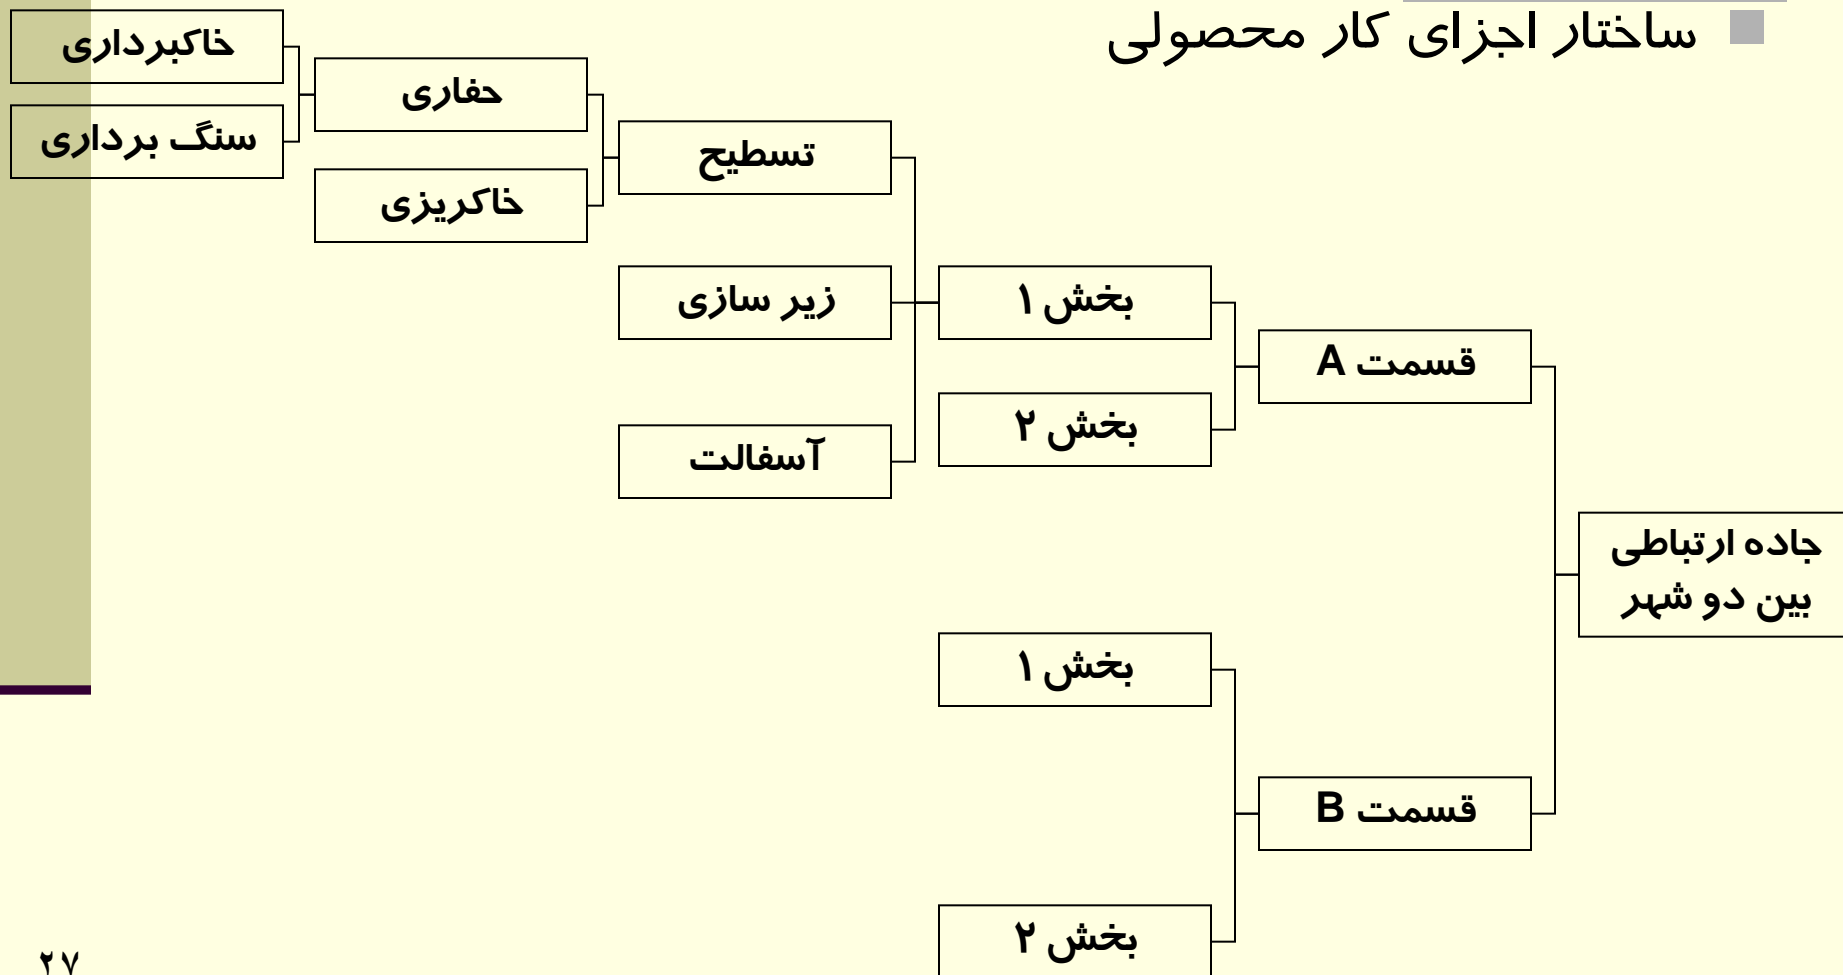 ساختار اجزای کار محصولی
جاده ارتباطی
بین دو شهر
قسمت A
قسمت B
بخش ۱
بخش ۲
بخش ۱
بخش ۲
تسطیح
زیر سازی
آسفالت
حفاری
خاکریزی
خاکبرداری
سنگ برداری
۲۷